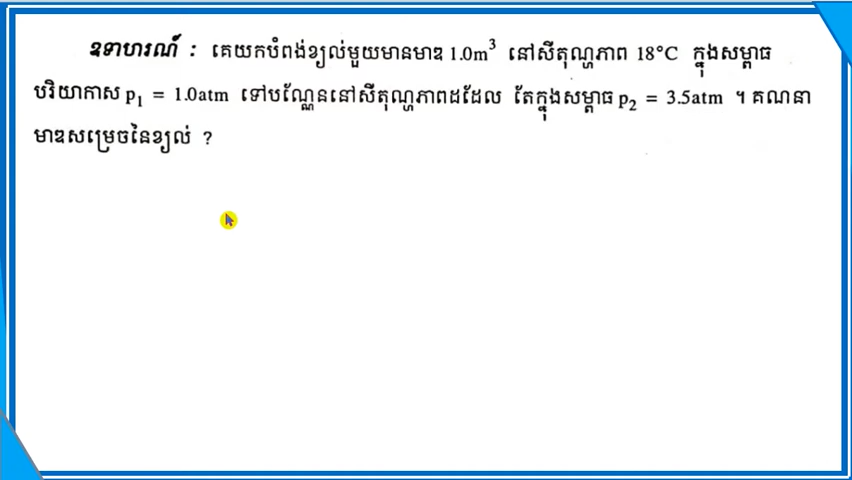 ឧទាហរណ៍ : គេយកបំពង់ខ្យល់មួយមានមាឌ 1.0m³ នៅសីតុណ្ហភាព 18°C ក្នុងសម្ពាធ
បរិយាកាស p₁ = 1.0atm ទៅបណ្ណែននៅសីតុណ្ហភាពដដែល តែក្នុងសម្ពាធ p₂ = 3.5atm ។ គណនា
មាឌសម្រេចនៃខ្យល់ ?